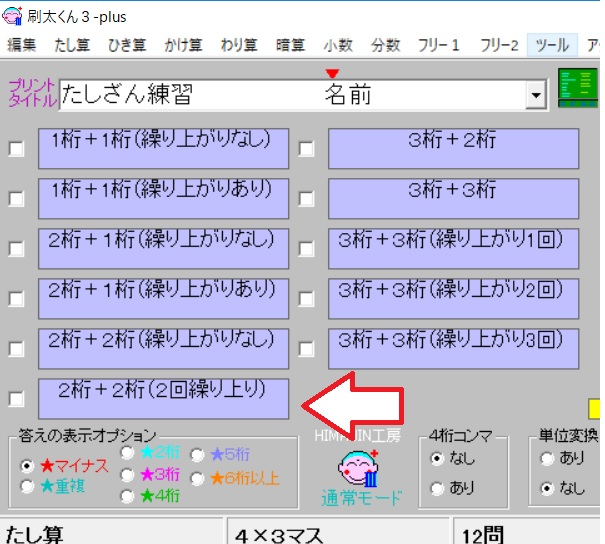 刷太くん３-plus
編集 たし算 ひき算 かけ算 わり算 暗算 小数 分数 フリー１ フリー2 ツール ア
プリント
タイトル
たしざん練習 名前
1桁＋1桁(繰り上がりなし)
3桁＋2桁
1桁＋1桁(繰り上がりあり)
3桁＋3桁
2桁＋1桁(繰り上がりなし)
3桁＋3桁(繰り上がり1回)
2桁＋1桁(繰り上がりあり)
3桁＋3桁(繰り上がり2回)
2桁＋2桁(繰り上がりなし)
3桁＋3桁(繰り上がり3回)
2桁＋2桁(2回繰り上り)
答えの表示オプション
★マイナス
★重複
★2桁
★3桁
★4桁
★5桁
★6桁以上
HIMAJIN工房
通常モード
4桁コンマ
なし
あり
単位変換
あり
なし
たし算
４×３マス
12問